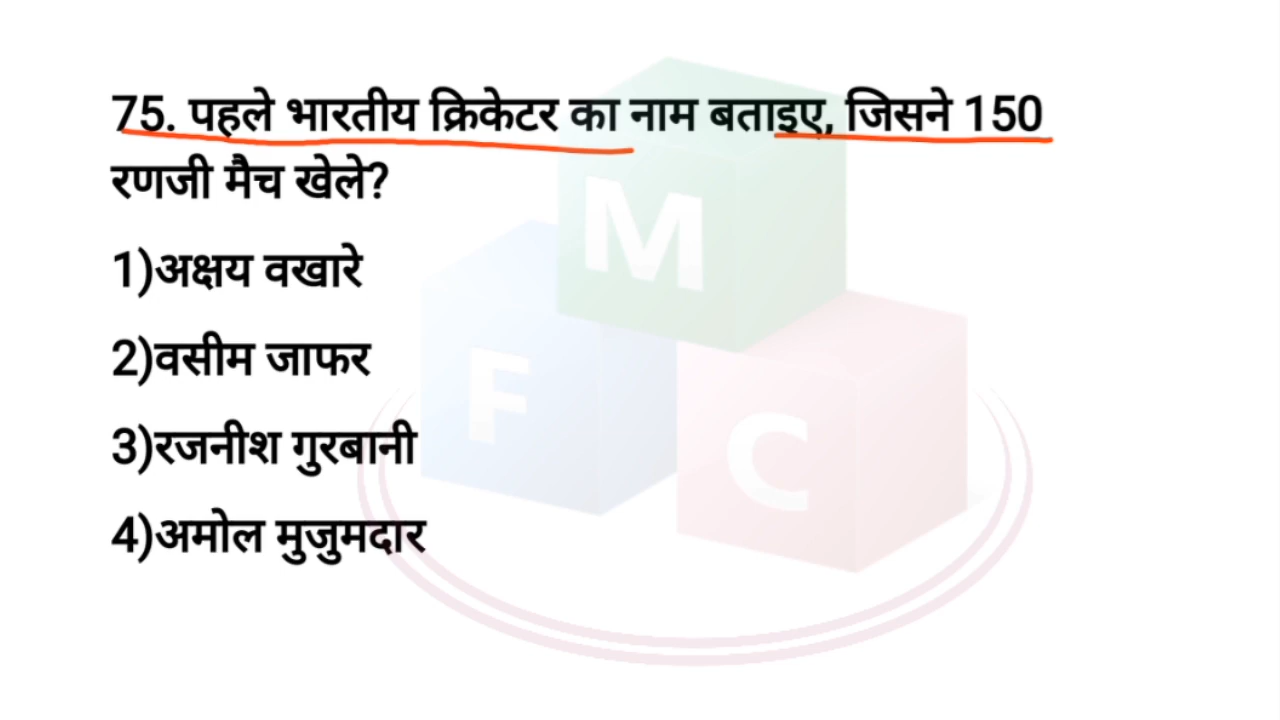 75. पहले भारतीय क्रिकेटर का नाम बताइए, जिसने 150
रणजी मैच खेले?
1)अक्षय वखारे
2)वसीम जाफर
3)रजनीश गुरबानी
4)अमोल मुजुमदार
M
F
C